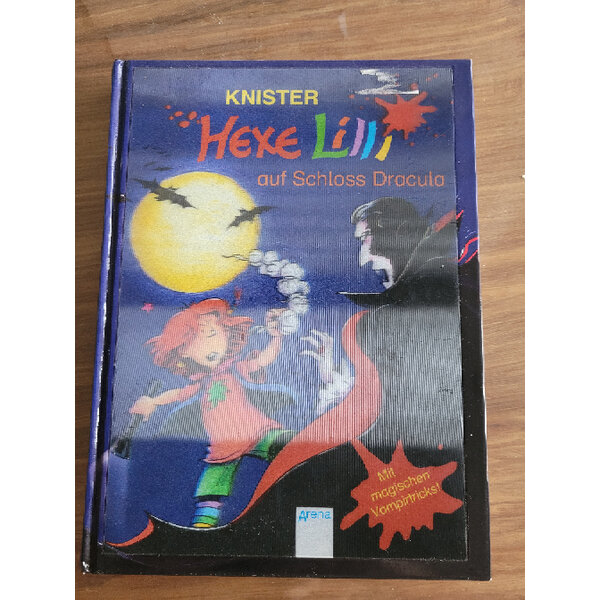 KNISTER
HEXE Lilli
auf Schloss Dracula
Mit
magischen
Vampirtricks!
Arena